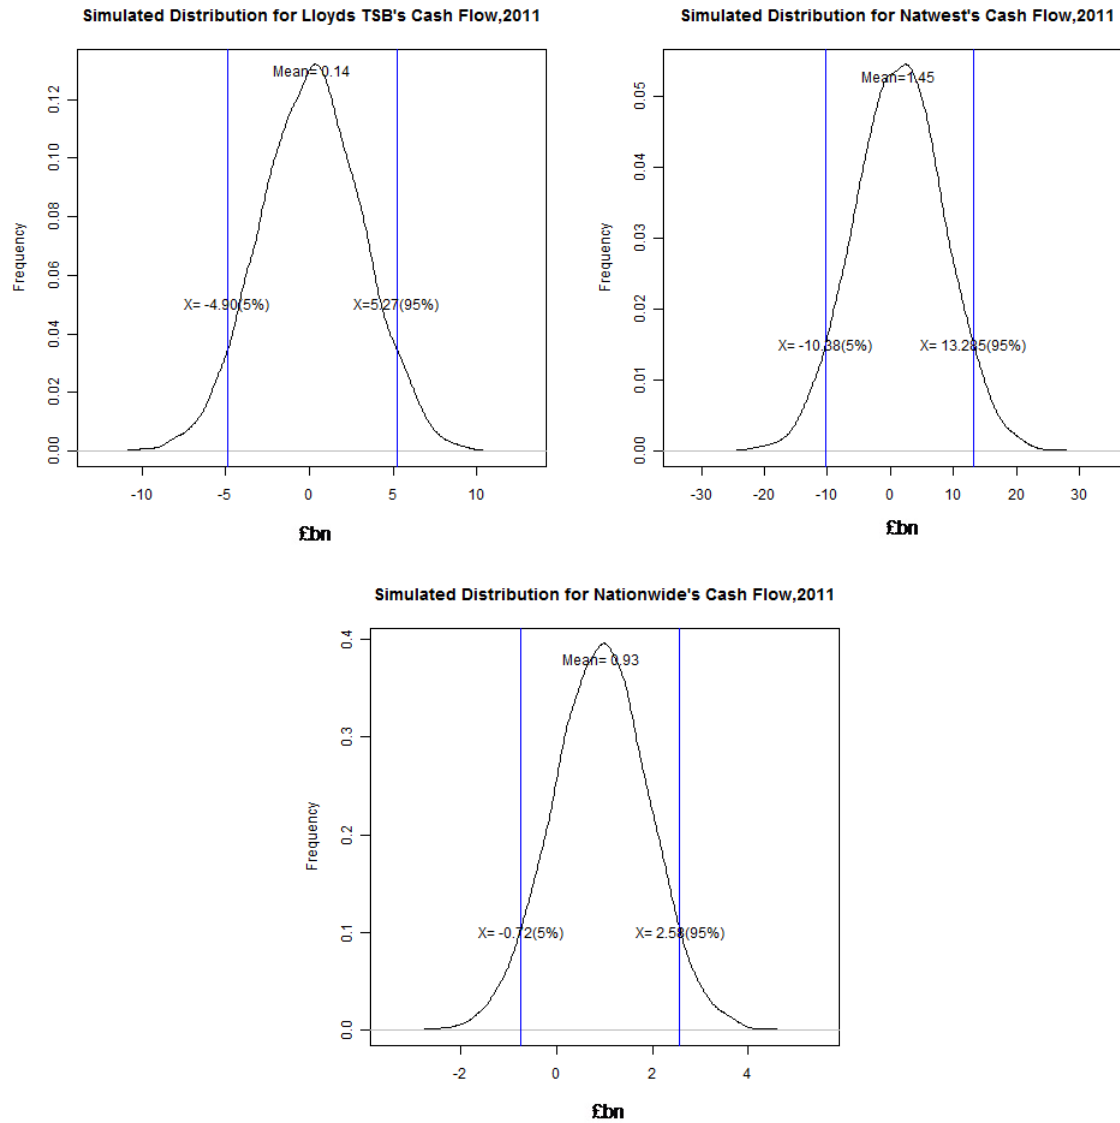 Simulated Distribution for Lloyds TSB's Cash Flow,2011
Mean= 0.14
0.12
0.10
0.08
0.06
0.04
0.02
0.00
Frequency
X= -4.90(5%)
X=5.27(95%)
-10
-5
0
5
10
£bn
Simulated Distribution for Natwest's Cash Flow,2011
Mean=1.45
0.05
0.04
0.03
0.02
0.01
0.00
Frequency
X= -10.38(5%)
X= 13.285(95%)
-30
-20
-10
0
10
20
30
£bn
Simulated Distribution for Nationwide's Cash Flow,2011
Mean= 0.93
0.4
0.3
0.2
0.1
0.0
Frequency
X= -0.72(5%)
X= 2.58(95%)
-2
0
2
4
£bn